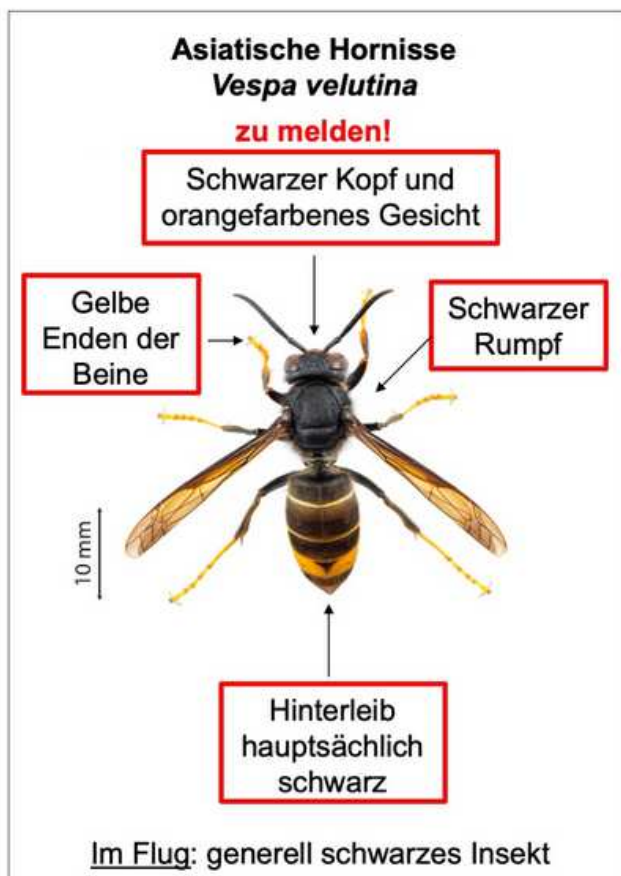 Asiatische Hornisse
Vespa velutina
zu melden!
Schwarzer Kopf und
orangefarbenes Gesicht
Gelbe
Enden der
Beine
Schwarzer
Rumpf
10 mm
Hinterleib
hauptsächlich
schwarz
Im Flug: generell schwarzes Insekt